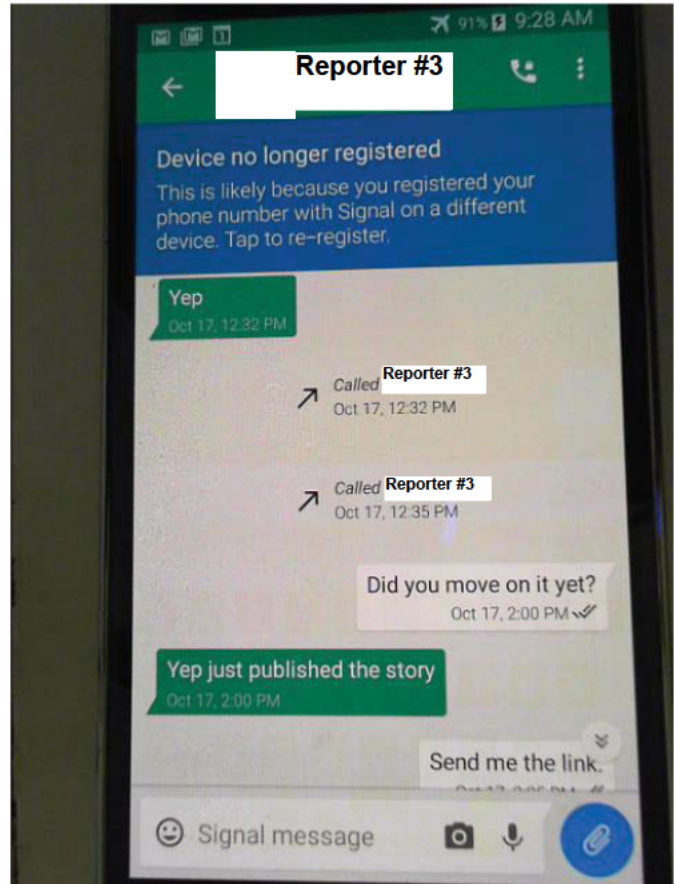 91% 9:28 AM
Reporter #3
Device no longer registered
This is likely because you registered your
phone number with Signal on a different
device. Tap to re-register.
Yep
Oct 17, 12:32 PM
Called Reporter #3
Oct 17, 12:32 PM
Called Reporter #3
Oct 17, 12:35 PM
Did you move on it yet?
Oct 17, 2:00 PM
Yep just published the story
Oct 17, 2:00 PM
Send me the link.
Signal message